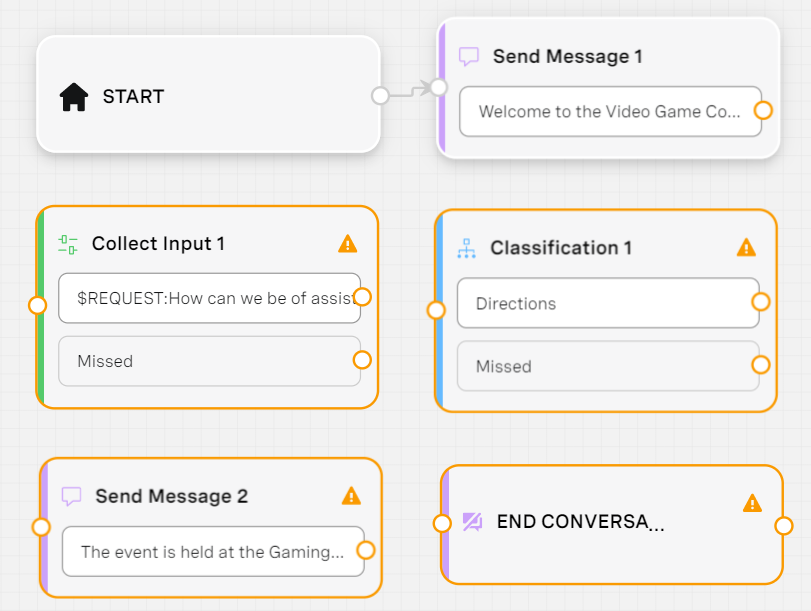 START
Send Message 1
Welcome to the Video Game Co...
Collect Input 1
$REQUEST:How can we be of assist
Missed
Classification 1
Directions
Missed
Send Message 2
The event is held at the Gaming...
END CONVERSA...